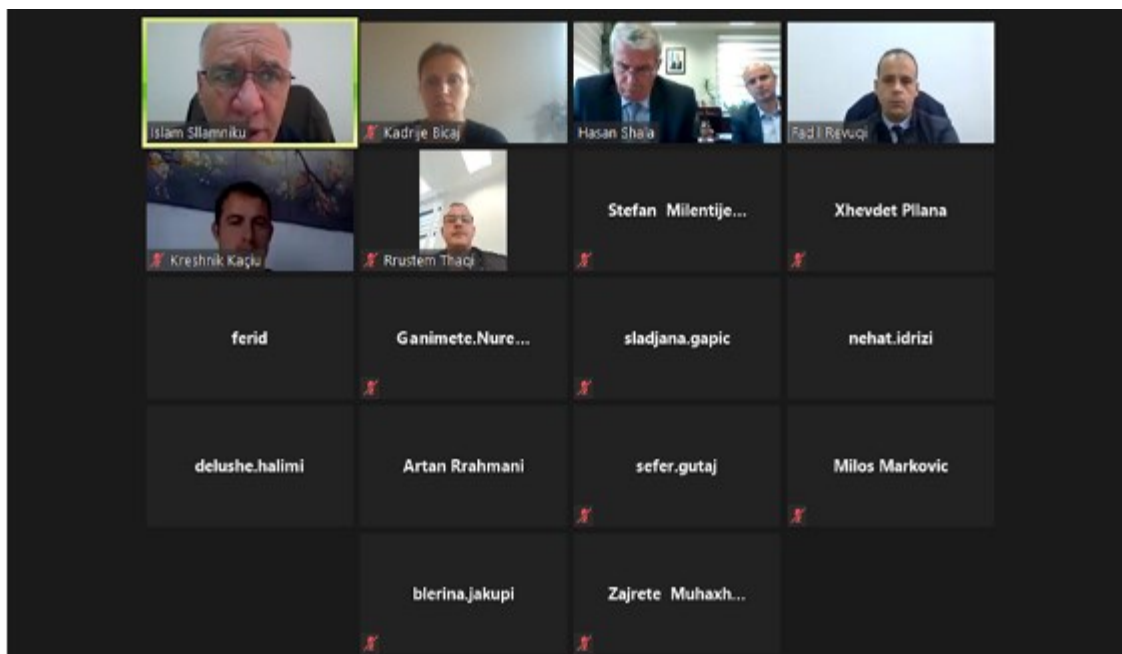 Islam Sllamniku
Kadrije Bicaj
Hasan Shala
Fadil Revuqi
Kreshnik Kaçiu
Rrustem Thaqi
Stefan Milentije...
Xhevdet Pllana
ferid
Ganimete.Nure...
sladjana.gapic
nehat.idrizi
delushe.halimi
Artan Rrahmani
sefer.gutaj
Milos Markovic
blerina.jakupi
Zajrete Muhaxh...